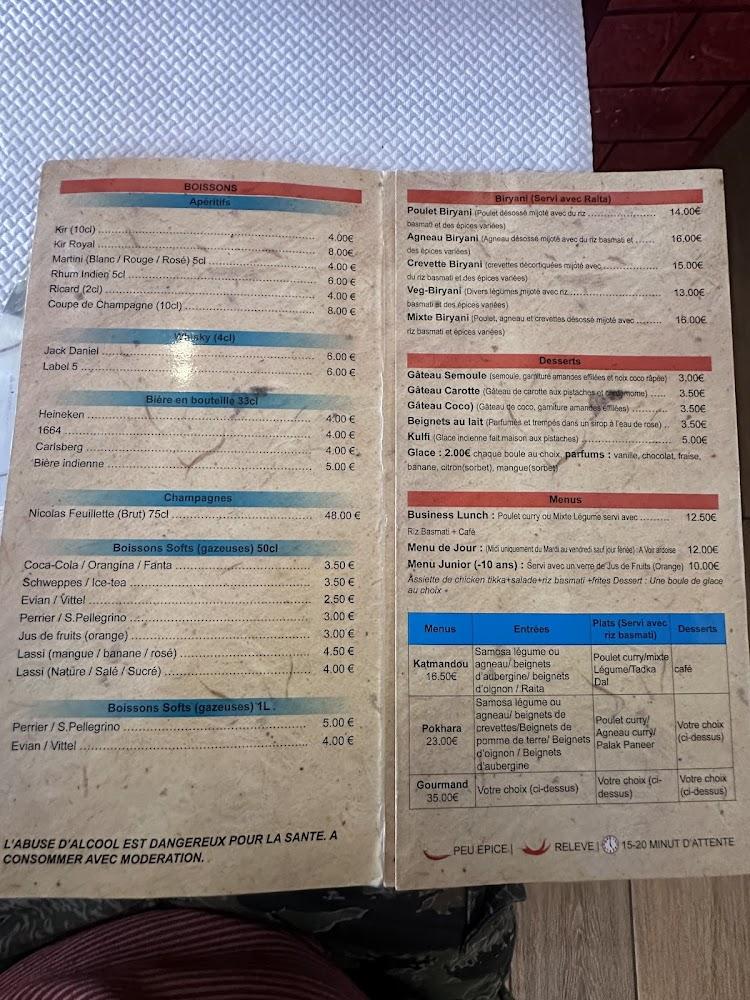 BOISSONS
Apéritifs
Kir (10cl) 4.00€
Kir Royal 8.00€
Martini (Blanc / Rouge / Rosé) 5cl 4.00 €
Rhum Indien 5cl 6.00 €
Ricard (2cl) 4.00 €
Coupe de Champagne (10cl) 8.00 €
Whisky (4cl)
Jack Daniel 6.00 €
Label 5 6.00 €
Bière en bouteille 33cl
Heineken 4.00 €
1664 4.00 €
Carlsberg 4.00 €
Bière indienne 5.00 €
Champagnes
Nicolas Feuillette (Brut) 75cl 48.00 €
Boissons Softs (gazeuses) 50cl
Coca-Cola / Orangina / Fanta 3.50 €
Schweppes / Ice-tea 3.50 €
Evian / Vittel 2.50 €
Perrier / S.Pellegrino 3.00 €
Jus de fruits (orange) 3.00 €
Lassi (mangue / banane / rosé) 4.50 €
Lassi (Nature / Salé / Sucré) 4.00 €
Boissons Softs (gazeuses) 1L .
Perrier / S.Pellegrino 5.00 €
Evian / Vittel 4.00 €
L'ABUSE D'ALCOOL EST DANGEREUX POUR LA SANTE. A
CONSOMMER AVEC MODERATION.
Biryani (Servi avec Raita)
Poulet Biryani (Poulet désossé mijoté avec du riz 14.00€
basmati et des épices variées)
Agneau Biryani (Agneau désossé mijoté avec du riz basmati et 16.00€
des épices variées)
Crevette Biryani (crevettes décortiquées mijoté avec 15.00€
du riz basmati et des épices variées)
Veg-Biryani (Divers légumes mijoté avec riz 13.00€
basmati et des épices variées)
Mixte Biryani (Poulet, agneau et crevettes désossé mijoté avec 16.00€
riz basmati et épices variées)
Desserts
Gâteau Semoule (semoule, garniture amandes effilées et noix coco râpée) 3,00€
Gâteau Carotte (Gâteau de carotte aux pistaches et cardamome) 3.50€
Gâteau Coco) (Gâteau de coco, garniture amandes effilées) 3.50€
Beignets au lait (Parfumés et trempés dans un sirop à l'eau de rose) 3.50€
Kulfi (Glace indienne fait maison aux pistaches) 5.00€
Glace : 2.00€ chaque boule au choix, parfums : vanille, chocolat, fraise,
banane, citron(sorbet), mangue(sorbet)
Menus
Business Lunch : Poulet curry ou Mixte Légume servi avec 12.50€
Riz Basmati + Café
Menu de Jour : (Midi uniquement du Mardi au vendredi sauf jour fériée) : A Voir ardoise 12.00€
Menu Junior (-10 ans) : Servi avec un verre de Jus de Fruits (Orange) 10.00€
Assiette de chicken tikka+salade+riz basmati +frites Dessert : Une boule de glace
au choix +
Menus Entrées Plats (Servi avec riz basmati) Desserts
Katmandou
16.50€
Samosa légume ou
agneau/ beignets
d'aubergine/ beignets
d'oignon / Raita
Poulet curry/mixte
Légume/Tadka
Dal
café
Pokhara
23.00€
Samosa légume ou
agneau/ beignets de
crevettes/Beignets de
pomme de terre/ Beignets
d'oignon / Beignets
d'aubergine
Poulet curry/
Agneau curry/
Palak Paneer
Votre choix
(ci-dessus)
Gourmand
35.00€
Votre choix (ci-dessus)
Votre choix (ci-
dessus)
Votre choix
(ci-dessus)
PEU EPICE | RELEVE | 15-20 MINUT D'ATTENTE